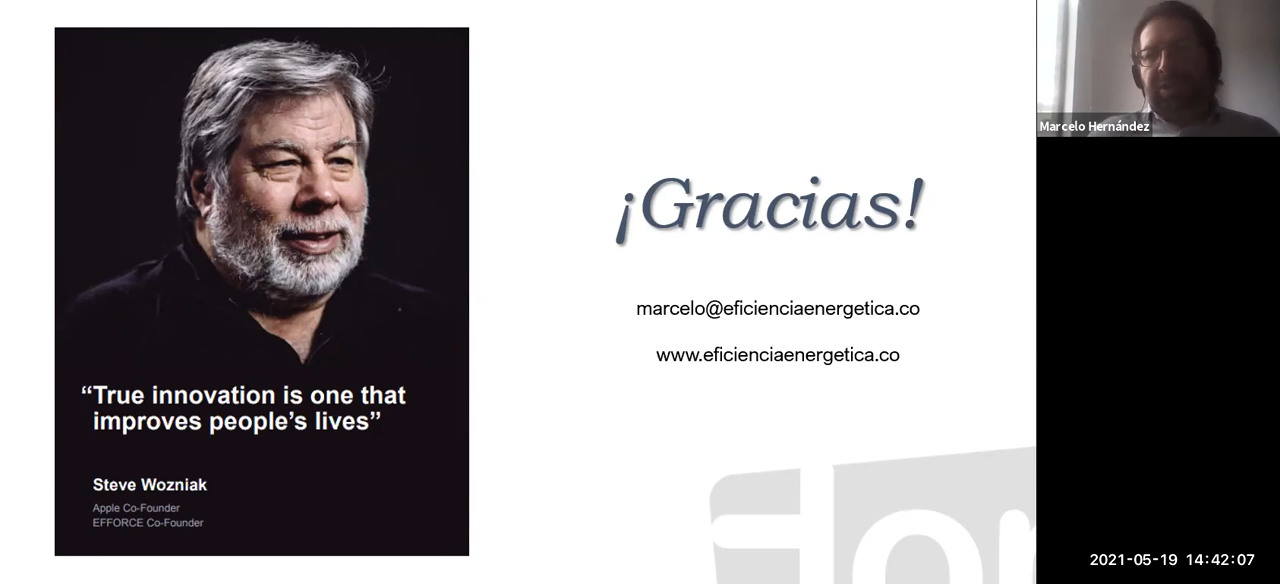 “True innovation is one that
improves people’s lives”
Steve Wozniak
Apple Co-Founder
EFFORCE Co-Founder
¡Gracias!
marcelo@eficienciaenergetica.co
www.eficienciaenergetica.co
Marcelo Hernández
2021-05-19 14:42:07